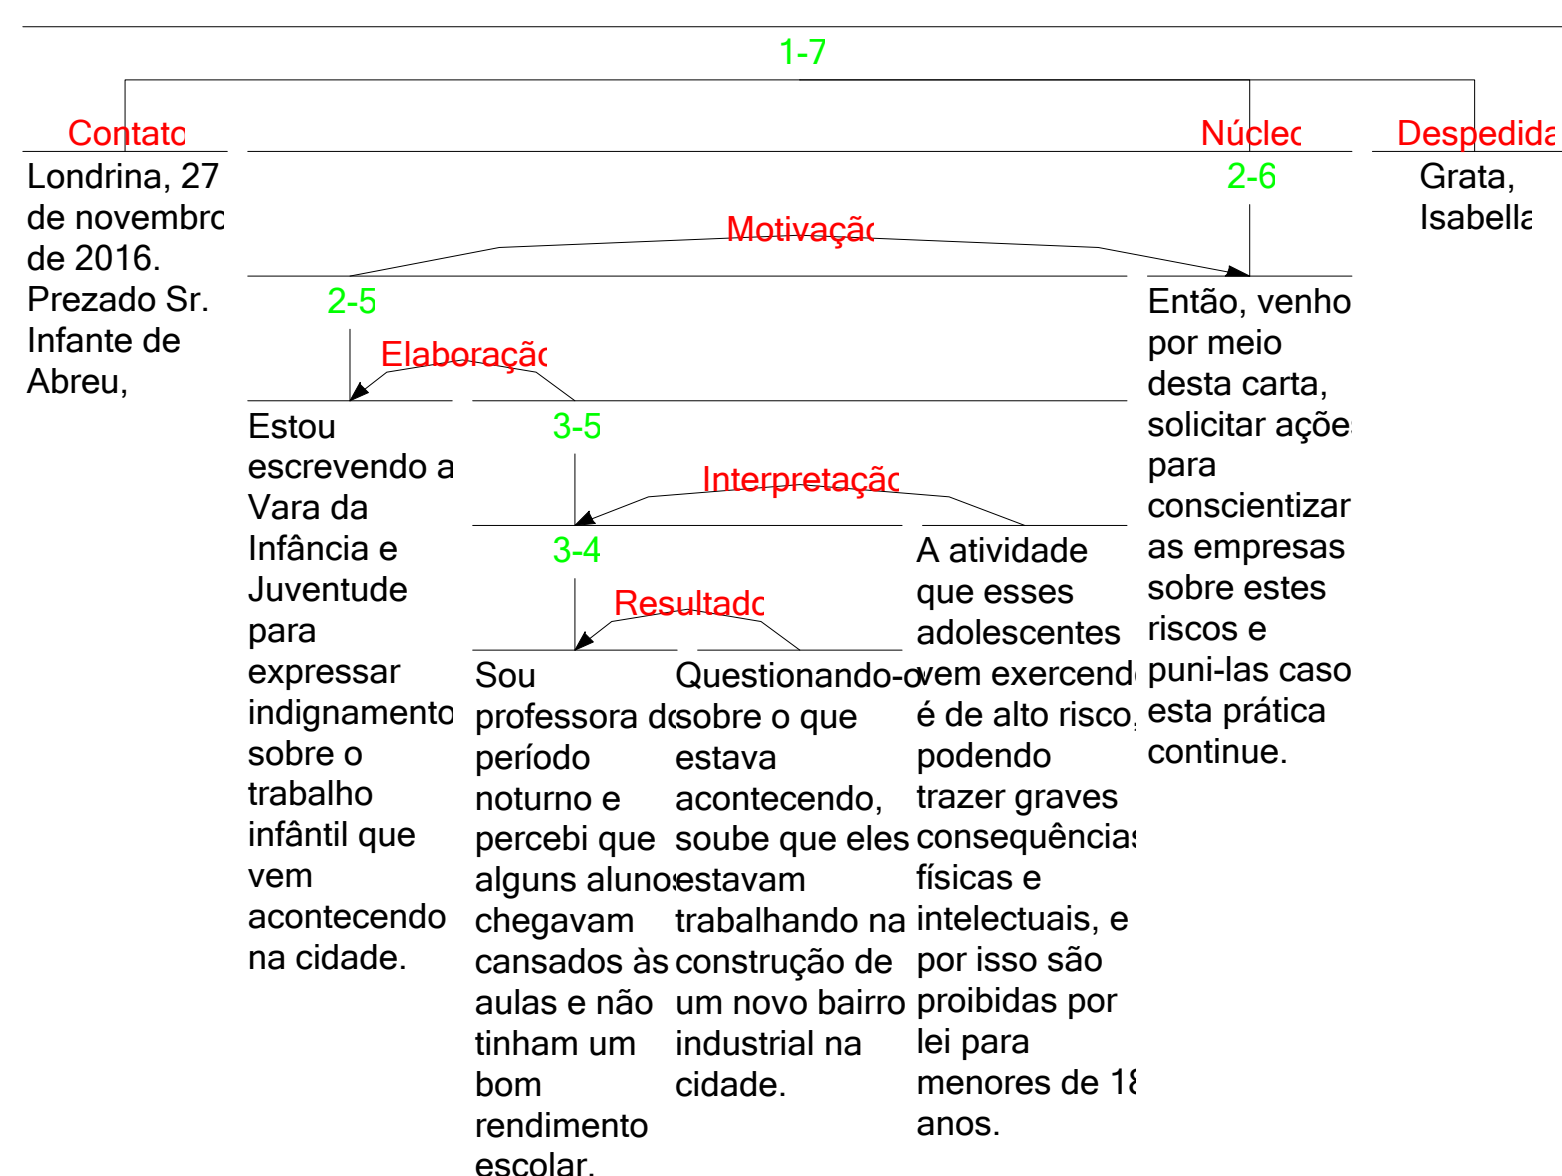 1-7
Contato
Londrina, 27
de novembro
de 2016.
Prezado Sr.
Infante de
Abreu,
Núcleo
2-6
Despedida
Grata,
Isabella
Motivação
2-5
Elaboração
Estou
escrevendo a
Vara da
Infância e
Juventude
para
expressar
indignamento
sobre o
trabalho
infântil que
vem
acontecendo
na cidade.
3-5
Interpretação
3-4
Resultado
Sou
professora do
período
noturno e
percebi que
alguns alunos
chegavam
cansados às
aulas e não
tinham um
bom
rendimento
escolar.
Questionando-o
sobre o que
estava
acontecendo,
soube que eles
estavam
trabalhando na
construção de
um novo bairro
industrial na
cidade.
A atividade
que esses
adolescentes
vem exercendo
é de alto risco,
podendo
trazer graves
consequências
físicas e
intelectuais, e
por isso são
proibidas por
lei para
menores de 18
anos.
Então, venho
por meio
desta carta,
solicitar ações
para
conscientizar
as empresas
sobre estes
riscos e
puni-las caso
esta prática
continue.